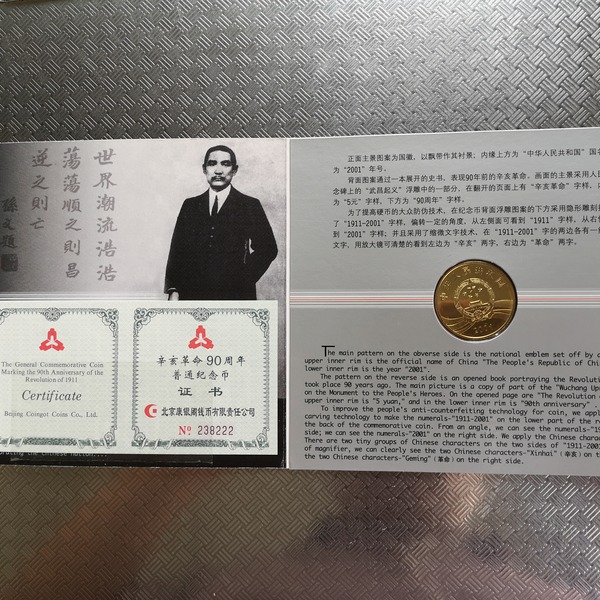 世界潮流浩浩
蕩蕩順之則昌
逆之則亡
孫文題
The General Commemorative Coin
Marking the 90th Anniversary of the
Revolution of 1911
Certificate
Beijing Coingot Coins Co., Ltd.
辛亥革命90周年
普通纪念币
证 书
北京康银阁钱币有限责任公司
Nº 238222
正面主景图案为国徽,以飘带作其衬景;内缘上方为“中华人民共和国”国名
为“2001”年号。
背面图案通过一本展开的史书,表现90年前的辛亥革命。画面的主景采用人民
念碑上的“武昌起义”浮雕中的一部分,在翻开的页面上有“辛亥革命”字样,
为“5元”字样,下方为“90周年”字样。
为了提高硬币的大众防伪技术,在纪念币背面浮雕图案的下方采用隐形雕刻
了“1911-2001”字样,偏转一定的角度,从左侧面可看到“1911”字样,从右
到“2001”字样;并且采用了缩微文字技术,在“1911-2001”字的两边各有一
文字,用放大镜可清楚的看到左边为“辛亥”两字,右边为“革命”两字。
中华人民共和国
2001
The main pattern on the obverse side is the national emblem set off by a
upper inner rim is the official name of China "The People's Republic of Chi
lower inner rim is the year "2001".
The pattern on the reverse side is an opened book portraying the Revoluti
took place 90 years ago. The main picture is a copy of part of the "Wuchang Up
on the Monument to the People's Heroes. On the opened page are "The Revolution
upper inner rim is "5 yuan", and in the lower inner rim is "90th anniversary".
To improve the people's anti-counterfeiting technology for coin, we appl
carving technology to make the numerals-"1911-2001" on the lower part of the r
the back of the commemorative coin. From an angle, we can see the numerals-"19
side; we can see the numerals-"2001" on the right side. We apply the Chinese chara
There are two tiny groups of Chinese characters on the two sides of "1911-2001
of magnifier, we can clearly see the two Chinese characters-"Xinhai"(辛亥)on th
the two Chinese characters-"Geming"(革命)on the right side.